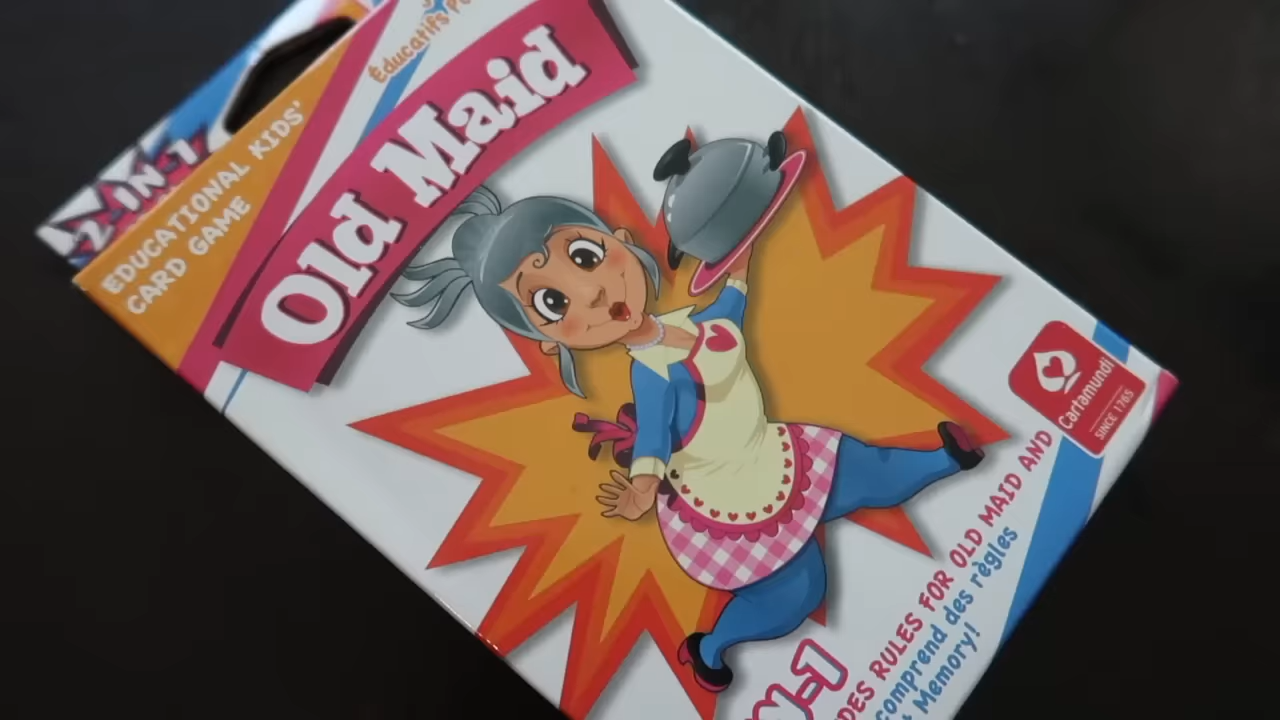 2-IN-1
EDUCATIONAL KIDS'
CARD GAME
Éducatifs
Old Maid
Cartamundi
SINCE 1765
RULES FOR OLD MAID AND
comprend des règles
Memory!